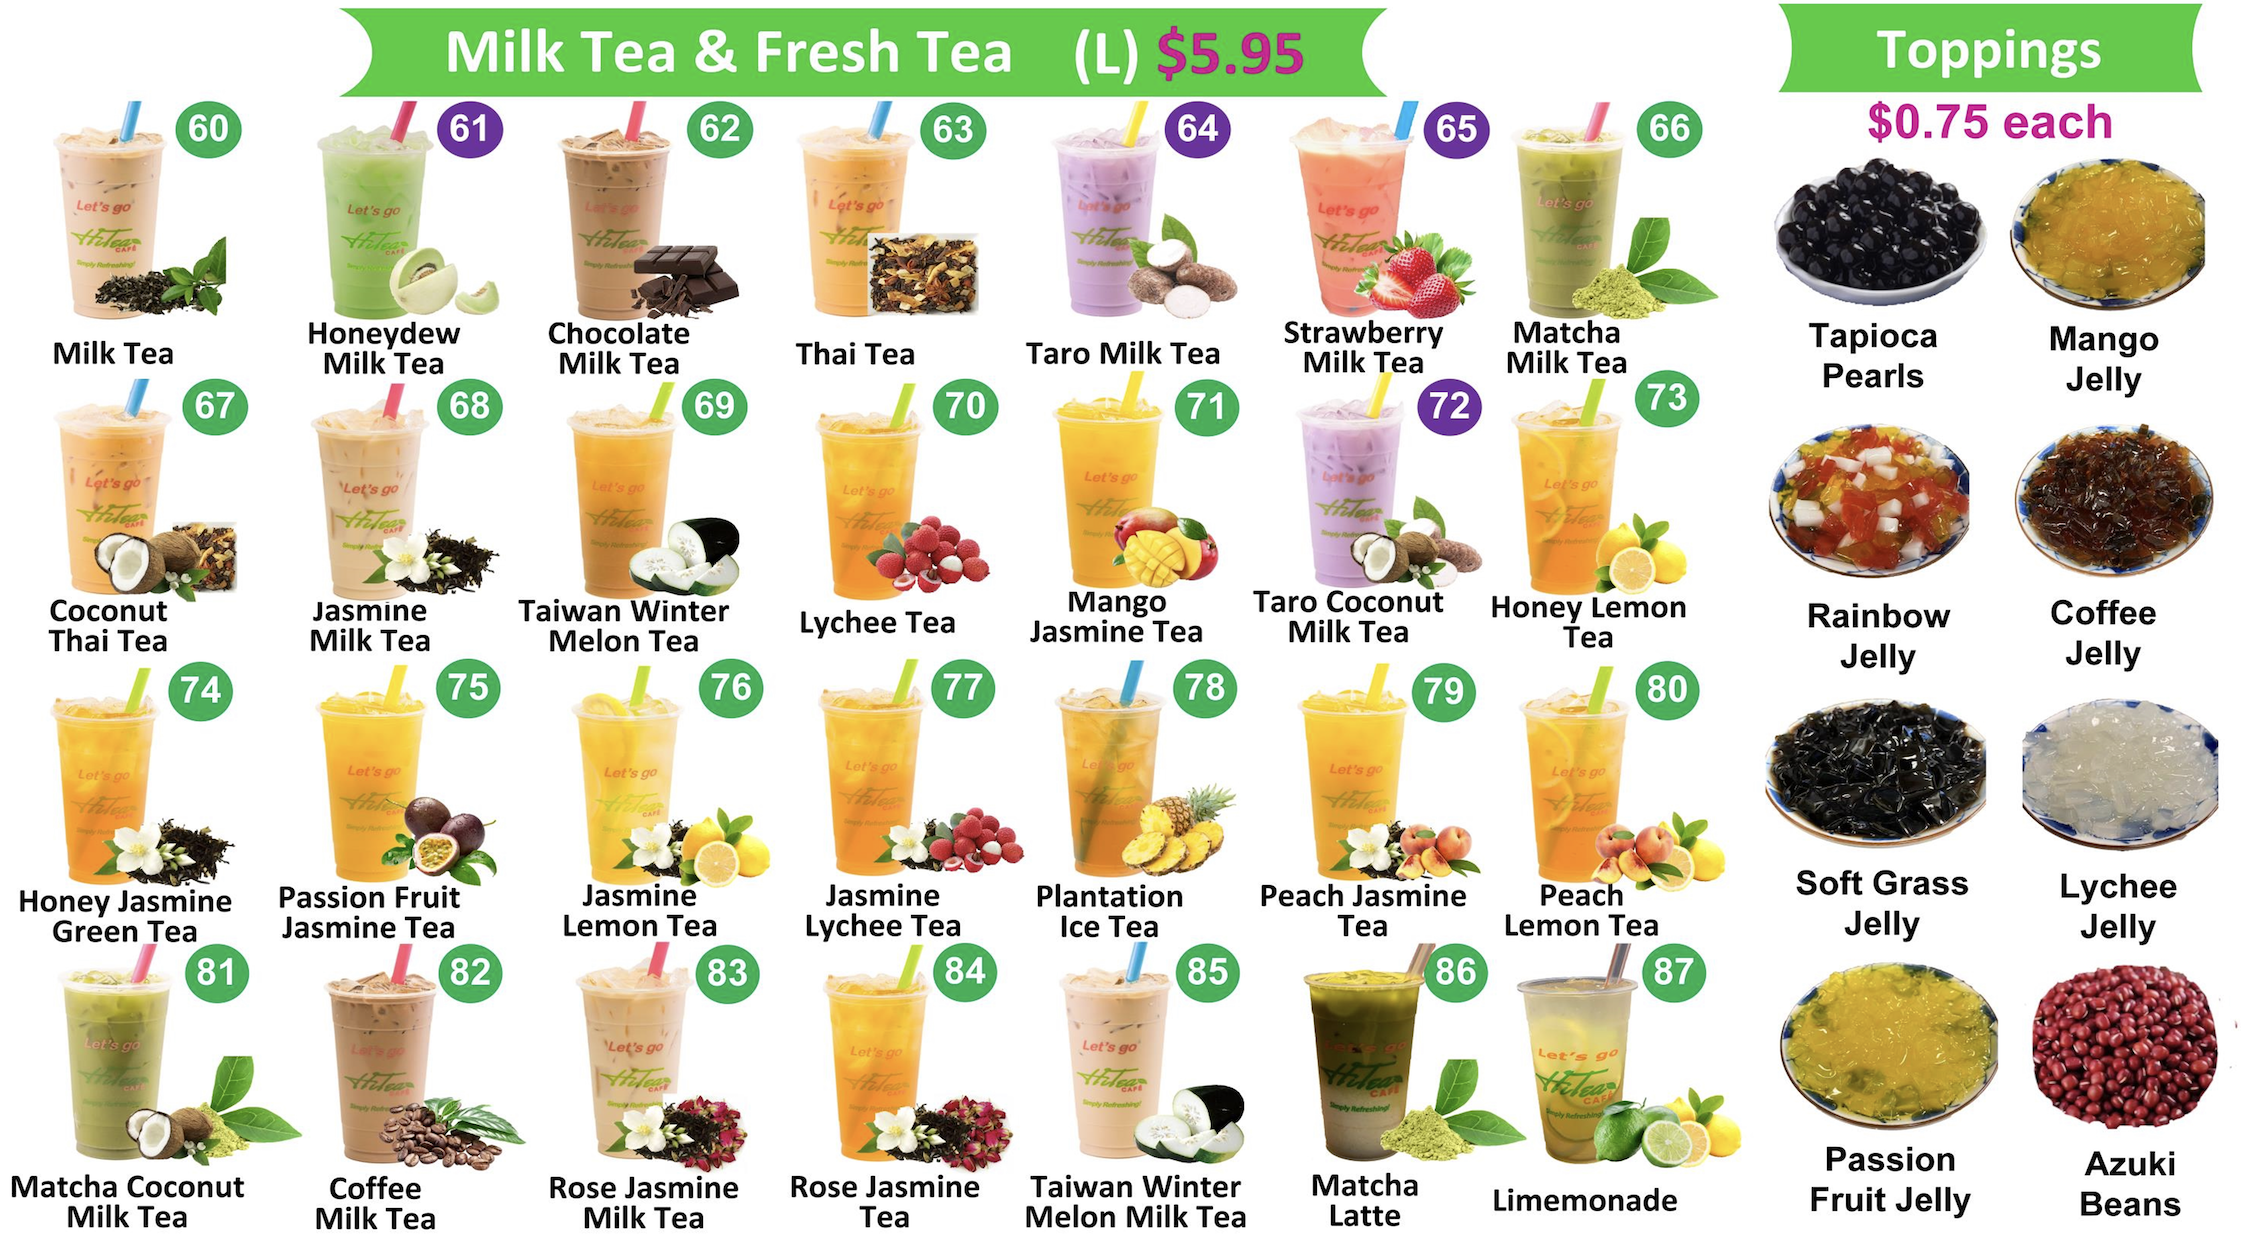 Milk Tea & Fresh Tea (L) $5.95
Toppings
$0.75 each
60
61
62
63
64
65
66
Let's go
HiTea
CAFÉ
Simply Refreshing!
Milk Tea
Honeydew
Milk Tea
Chocolate
Milk Tea
Thai Tea
Taro Milk Tea
Strawberry
Milk Tea
Matcha
Milk Tea
67
68
69
70
71
72
73
Coconut
Thai Tea
Jasmine
Milk Tea
Taiwan Winter
Melon Tea
Lychee Tea
Mango
Jasmine Tea
Taro Coconut
Milk Tea
Honey Lemon
Tea
74
75
76
77
78
79
80
Honey Jasmine
Green Tea
Passion Fruit
Jasmine Tea
Jasmine
Lemon Tea
Jasmine
Lychee Tea
Plantation
Ice Tea
Peach Jasmine
Tea
Peach
Lemon Tea
81
82
83
84
85
86
87
Matcha Coconut
Milk Tea
Coffee
Milk Tea
Rose Jasmine
Milk Tea
Rose Jasmine
Tea
Taiwan Winter
Melon Milk Tea
Matcha
Latte
Limemonade
Tapioca
Pearls
Mango
Jelly
Rainbow
Jelly
Coffee
Jelly
Soft Grass
Jelly
Lychee
Jelly
Passion
Fruit Jelly
Azuki
Beans